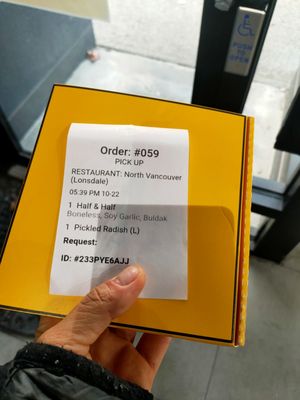 PUSH
TO
OPEN
Order: #059
PICK UP
RESTAURANT: North Vancouver
(Lonsdale)
05:39 PM 10-22
1 Half & Half
Boneless, Soy Garlic, Buldak
1 Pickled Radish (L)
Request:
ID: #233PYE6AJJ